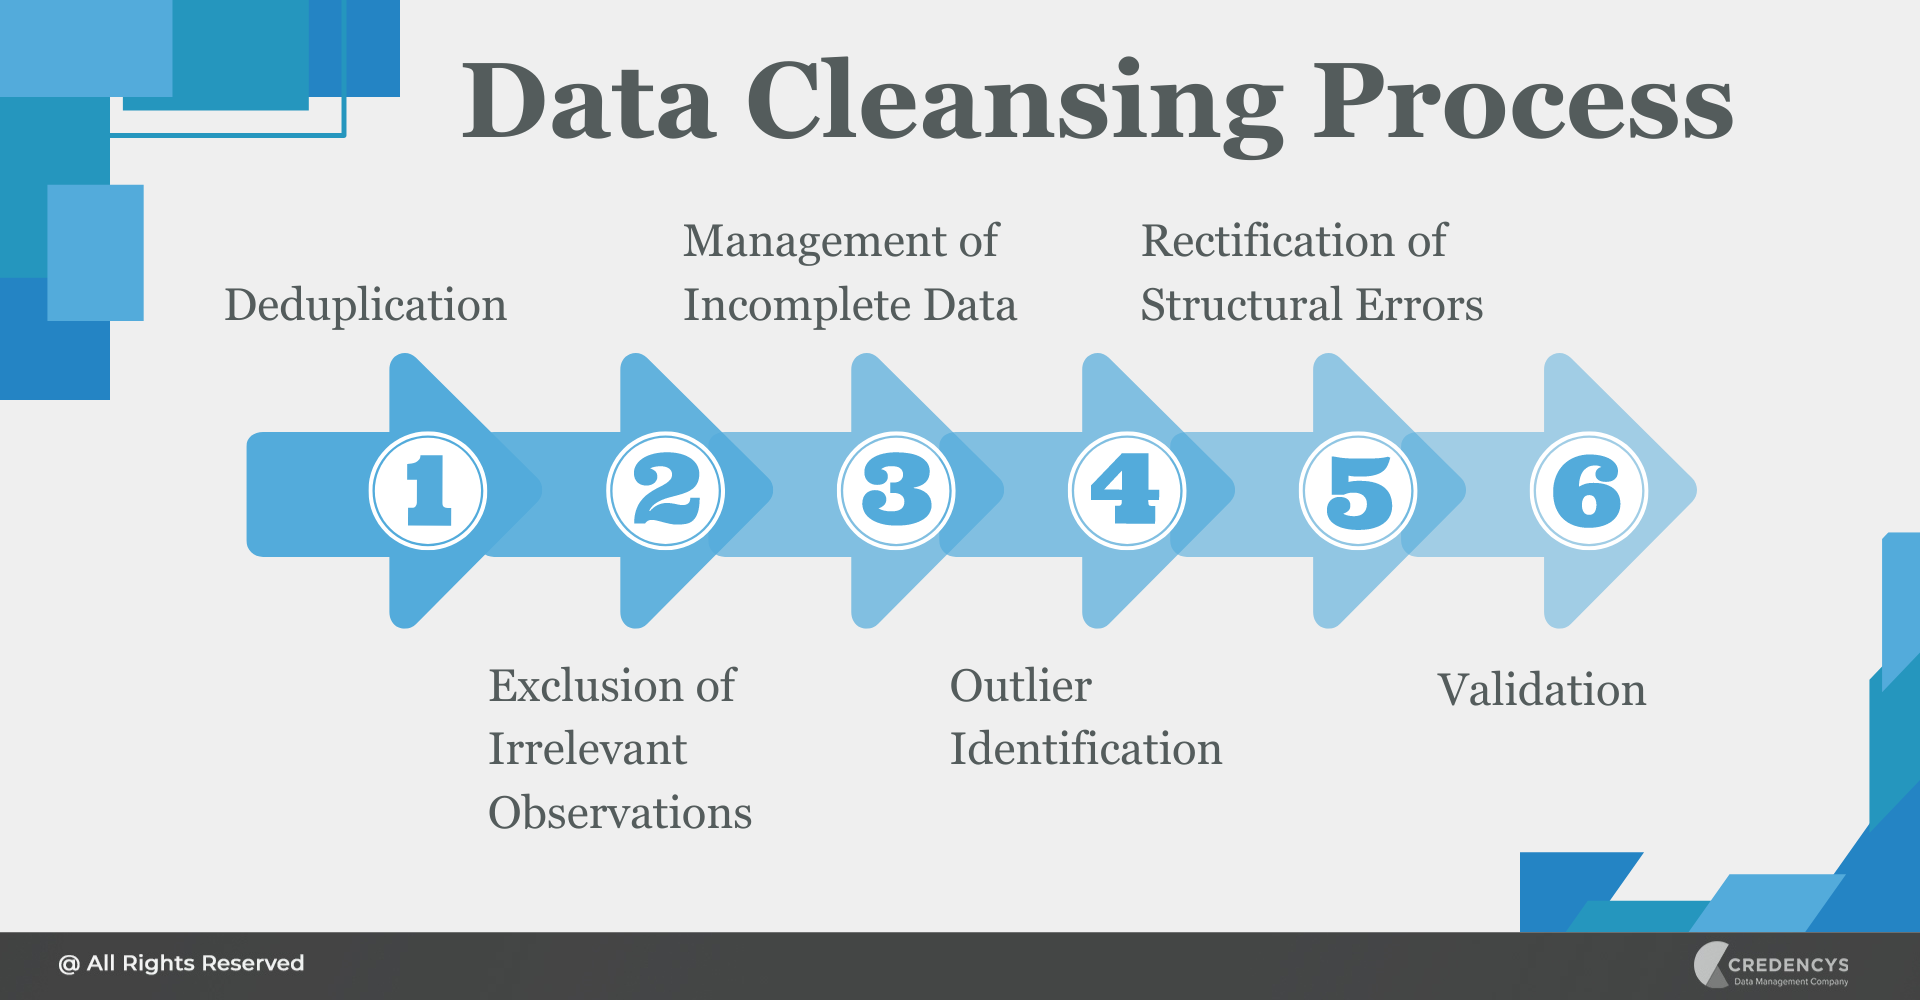 Data Cleansing Process
Deduplication
Management of
Incomplete Data
Rectification of
Structural Errors
1
2
3
4
5
6
Exclusion of
Irrelevant
Observations
Outlier
Identification
Validation
@ All Rights Reserved
CREDENCYS
Data Management Company